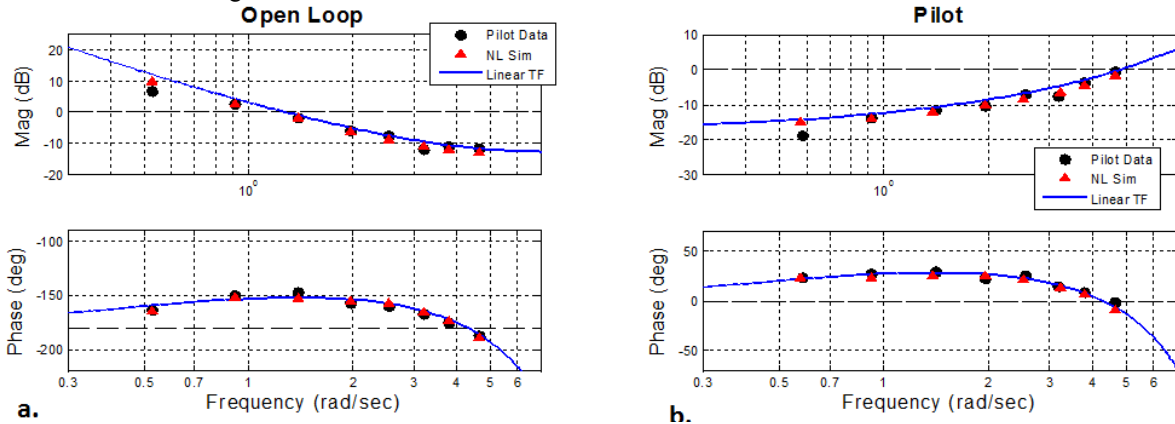 Open Loop
20
10
0
-10
-20
Mag (dB)
10⁰
Pilot Data
NL Sim
Linear TF
-100
-150
-200
Phase (deg)
0.3 0.5 0.7 1 2 3 4 5 6
Frequency (rad/sec)
a.
Pilot
10
0
-10
-20
-30
Mag (dB)
10⁰
Pilot Data
NL Sim
Linear TF
50
0
-50
Phase (deg)
0.3 0.5 0.7 1 2 3 4 5 6
Frequency (rad/sec)
b.